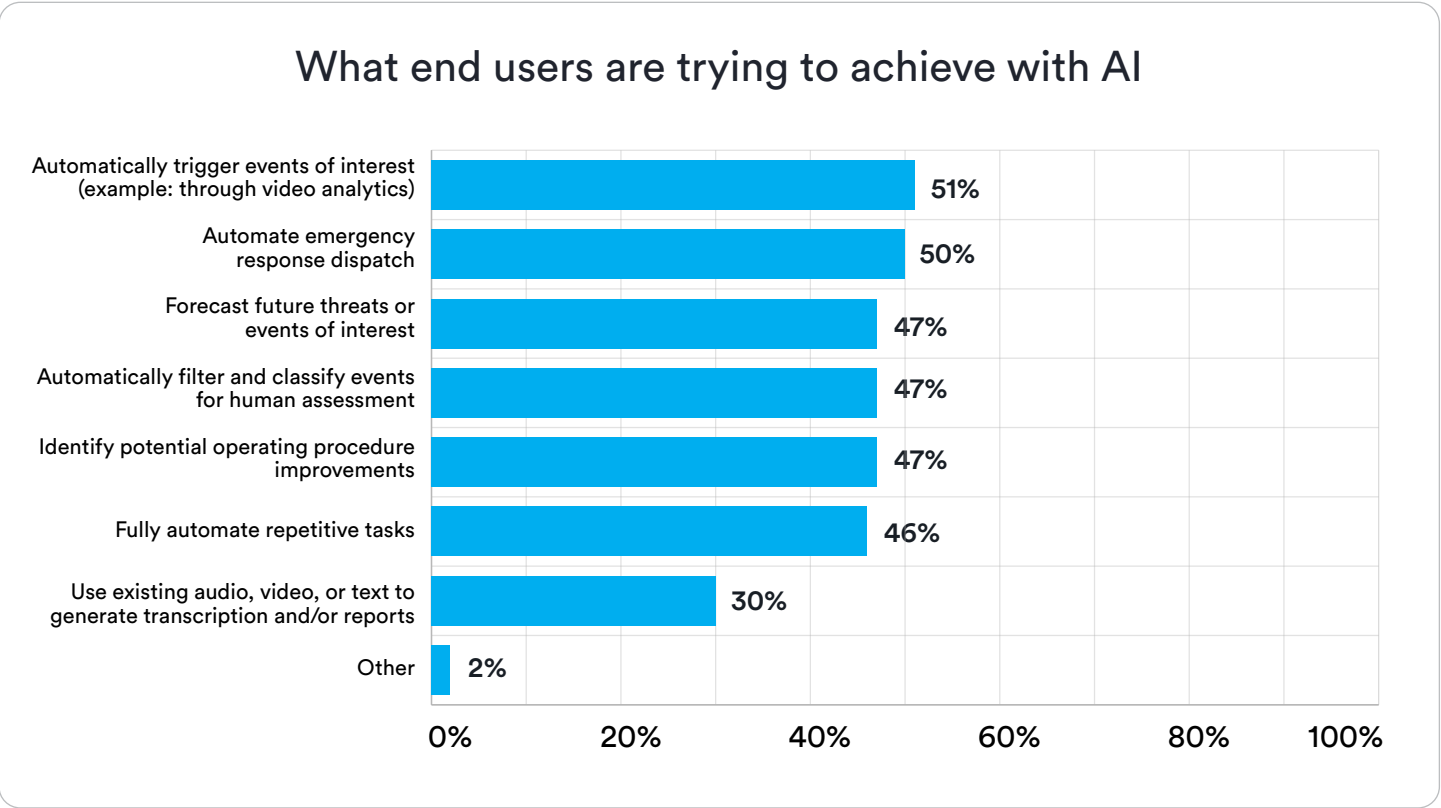 What end users are trying to achieve with AI
Automatically trigger events of interest
(example: through video analytics)
51%
Automate emergency
response dispatch
50%
Forecast future threats or
events of interest
47%
Automatically filter and classify events
for human assessment
47%
Identify potential operating procedure
improvements
47%
Fully automate repetitive tasks
46%
Use existing audio, video, or text to
generate transcription and/or reports
30%
Other
2%
0% 20% 40% 60% 80% 100%